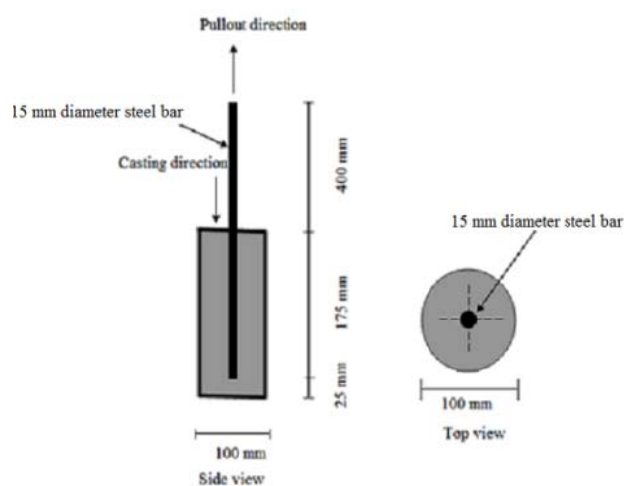 Pullout direction
15 mm diameter steel bar
Casting direction
400 mm
175 mm
25 mm
100 mm
Side view
15 mm diameter steel bar
100 mm
Top view